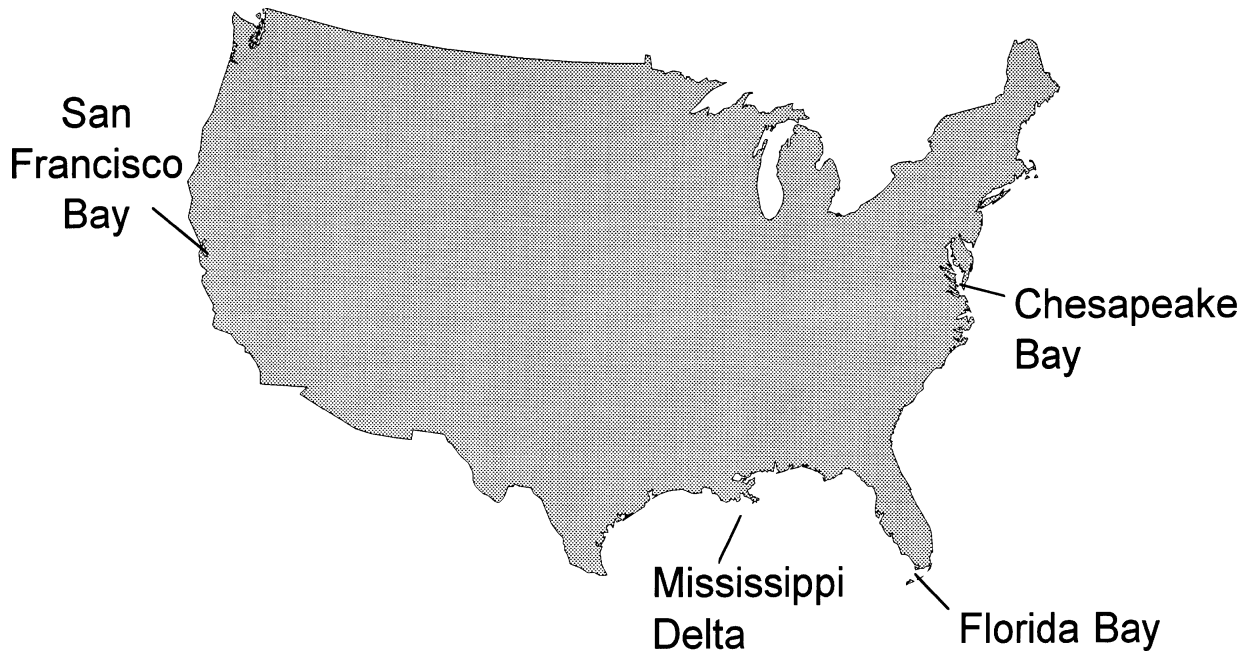 San
Francisco
Bay
Chesapeake
Bay
Mississippi
Delta
Florida Bay